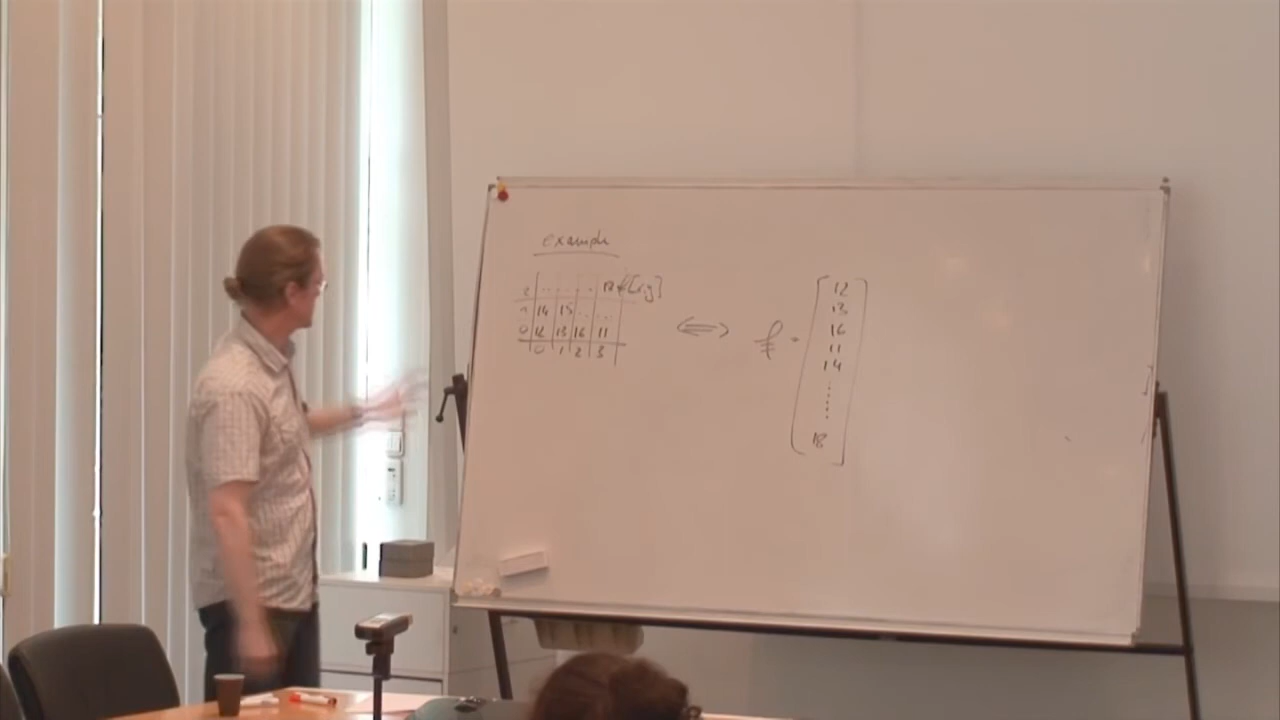 example
2 . . . . . 12 f[x,y]
1 14 15 . . . .
0 12 13 16 11
0 1 2 3
⟺ f = [12
13
16
11
14
⋮
18]